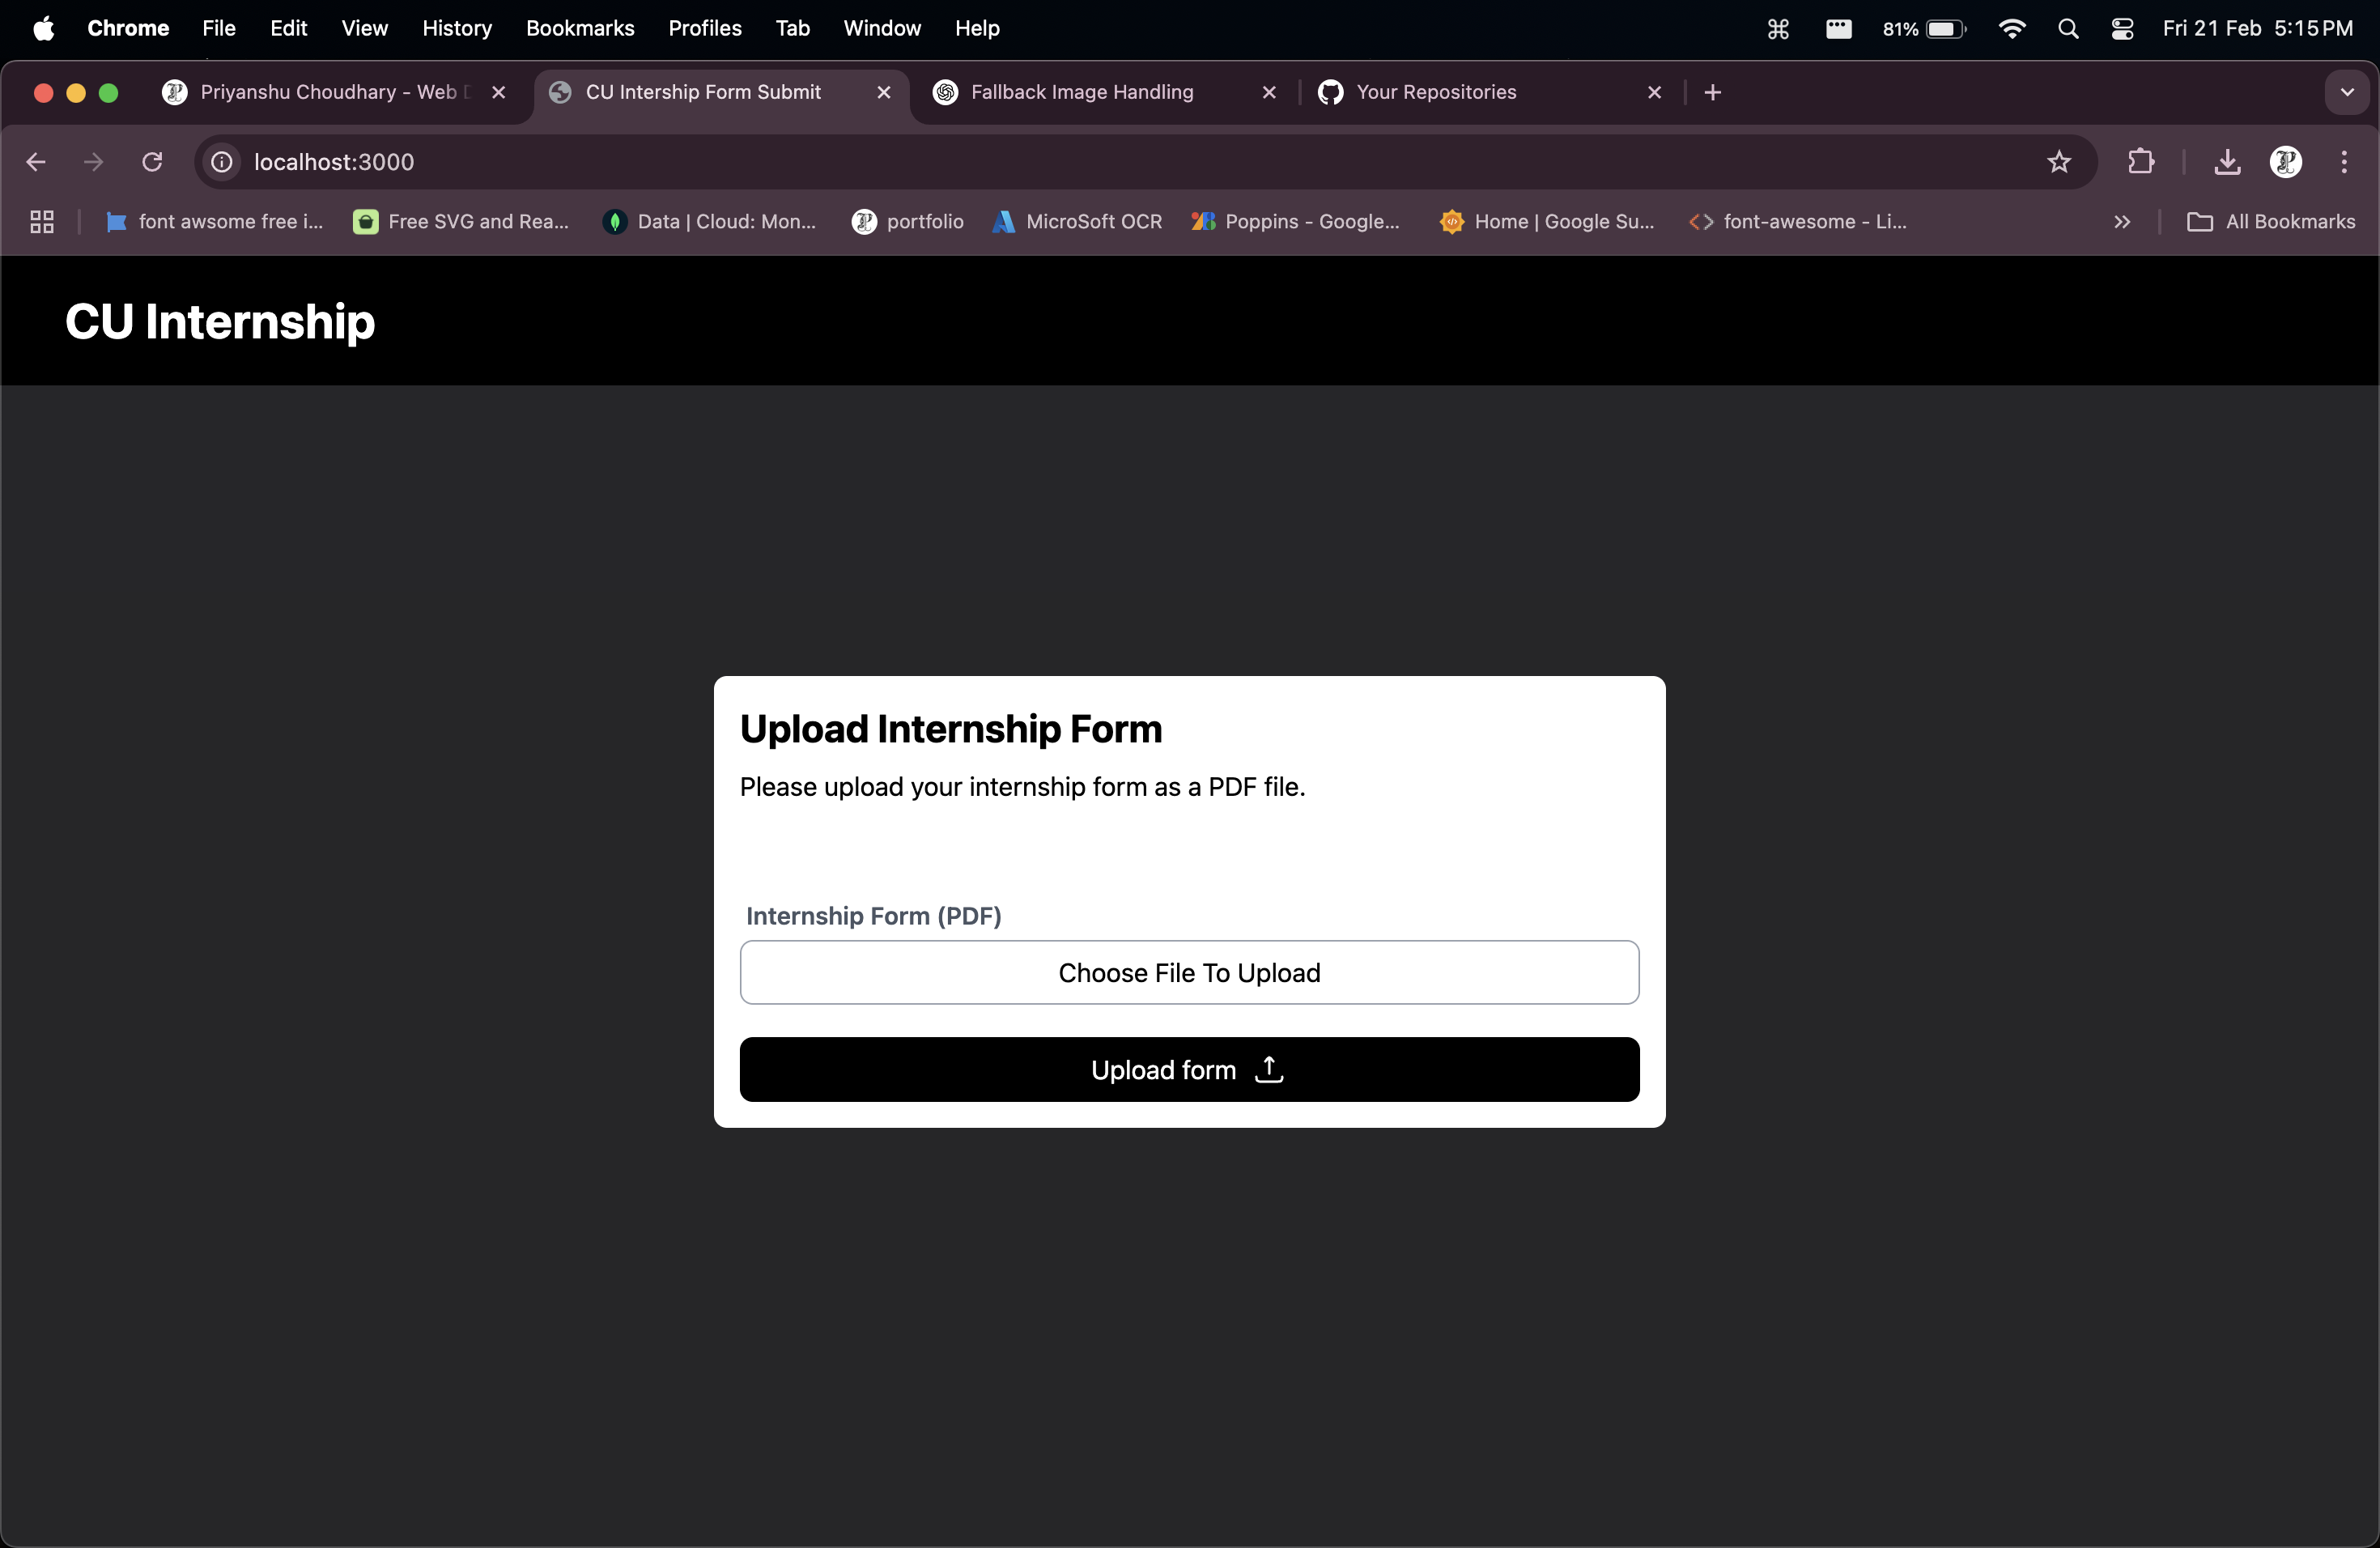 Chrome File Edit View History Bookmarks Profiles Tab Window Help 81% Fri 21 Feb 5:15 PM
Priyanshu Choudhary - Web CU Intership Form Submit Fallback Image Handling Your Repositories
localhost:3000
font awsome free i... Free SVG and Rea... Data | Cloud: Mon... portfolio MicroSoft OCR Poppins - Google... Home | Google Su... font-awesome - Li... All Bookmarks
CU Internship
Upload Internship Form
Please upload your internship form as a PDF file.
Internship Form (PDF)
Choose File To Upload
Upload form